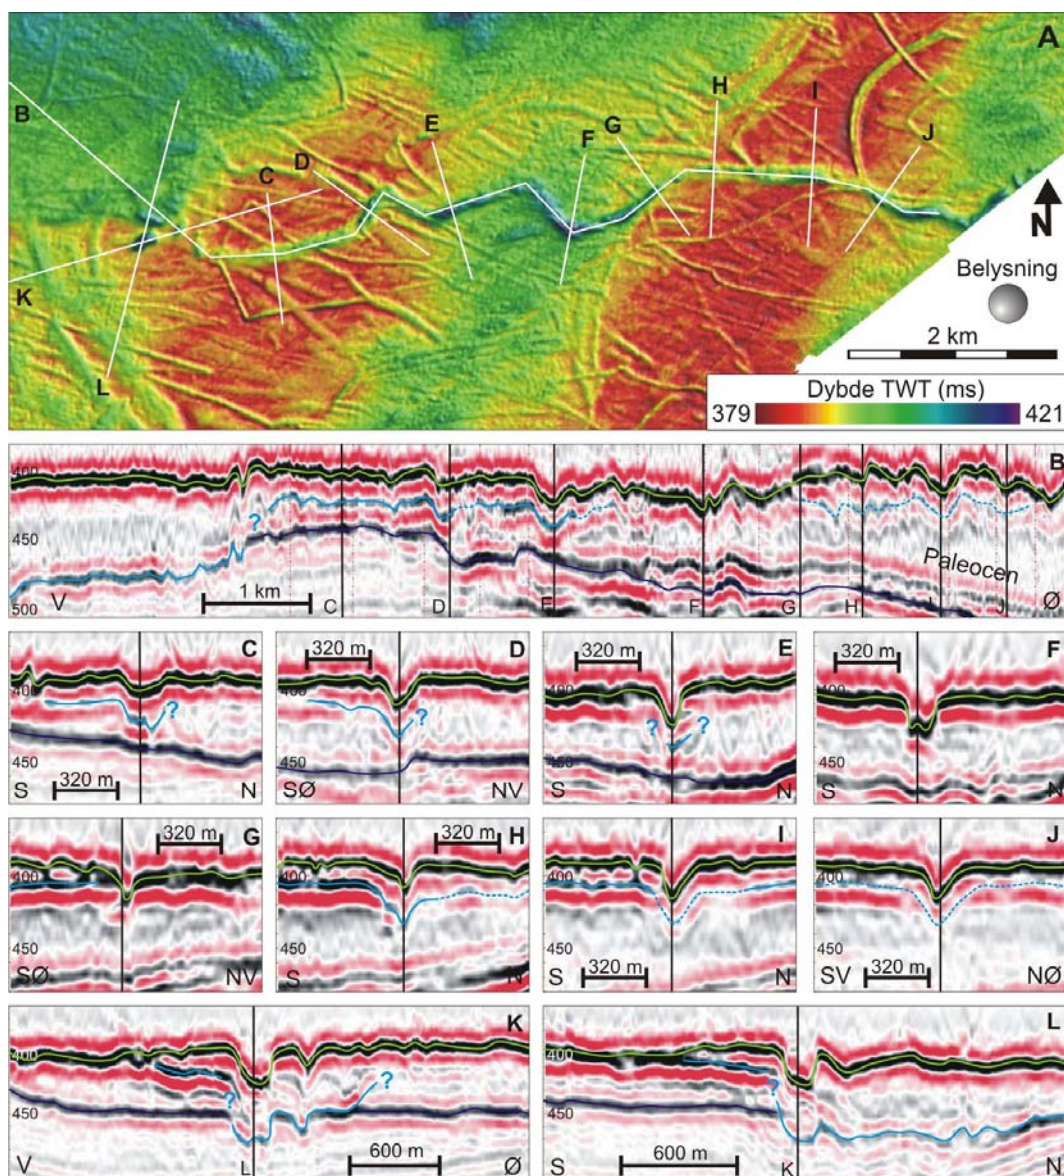 A
B
H
I
E
G
F
J
C
D
N
Belysning
K
2 km
L
Dybde TWT (ms)
379
421
400
B
450
?
Paleocen
500
V
1 km
C
D
E
F
G
H
I
J
Ø
C
400
?
450
S
320 m
N
320 m
D
400
?
450
SØ
NV
320 m
E
400
?
?
450
S
N
320 m
F
400
450
S
N
320 m
G
400
450
SØ
NV
H
320 m
400
450
S
N
I
400
450
S
320 m
N
J
400
450
SV
320 m
NØ
K
400
?
?
450
V
L
600 m
Ø
L
400
?
450
S
600 m
K
N